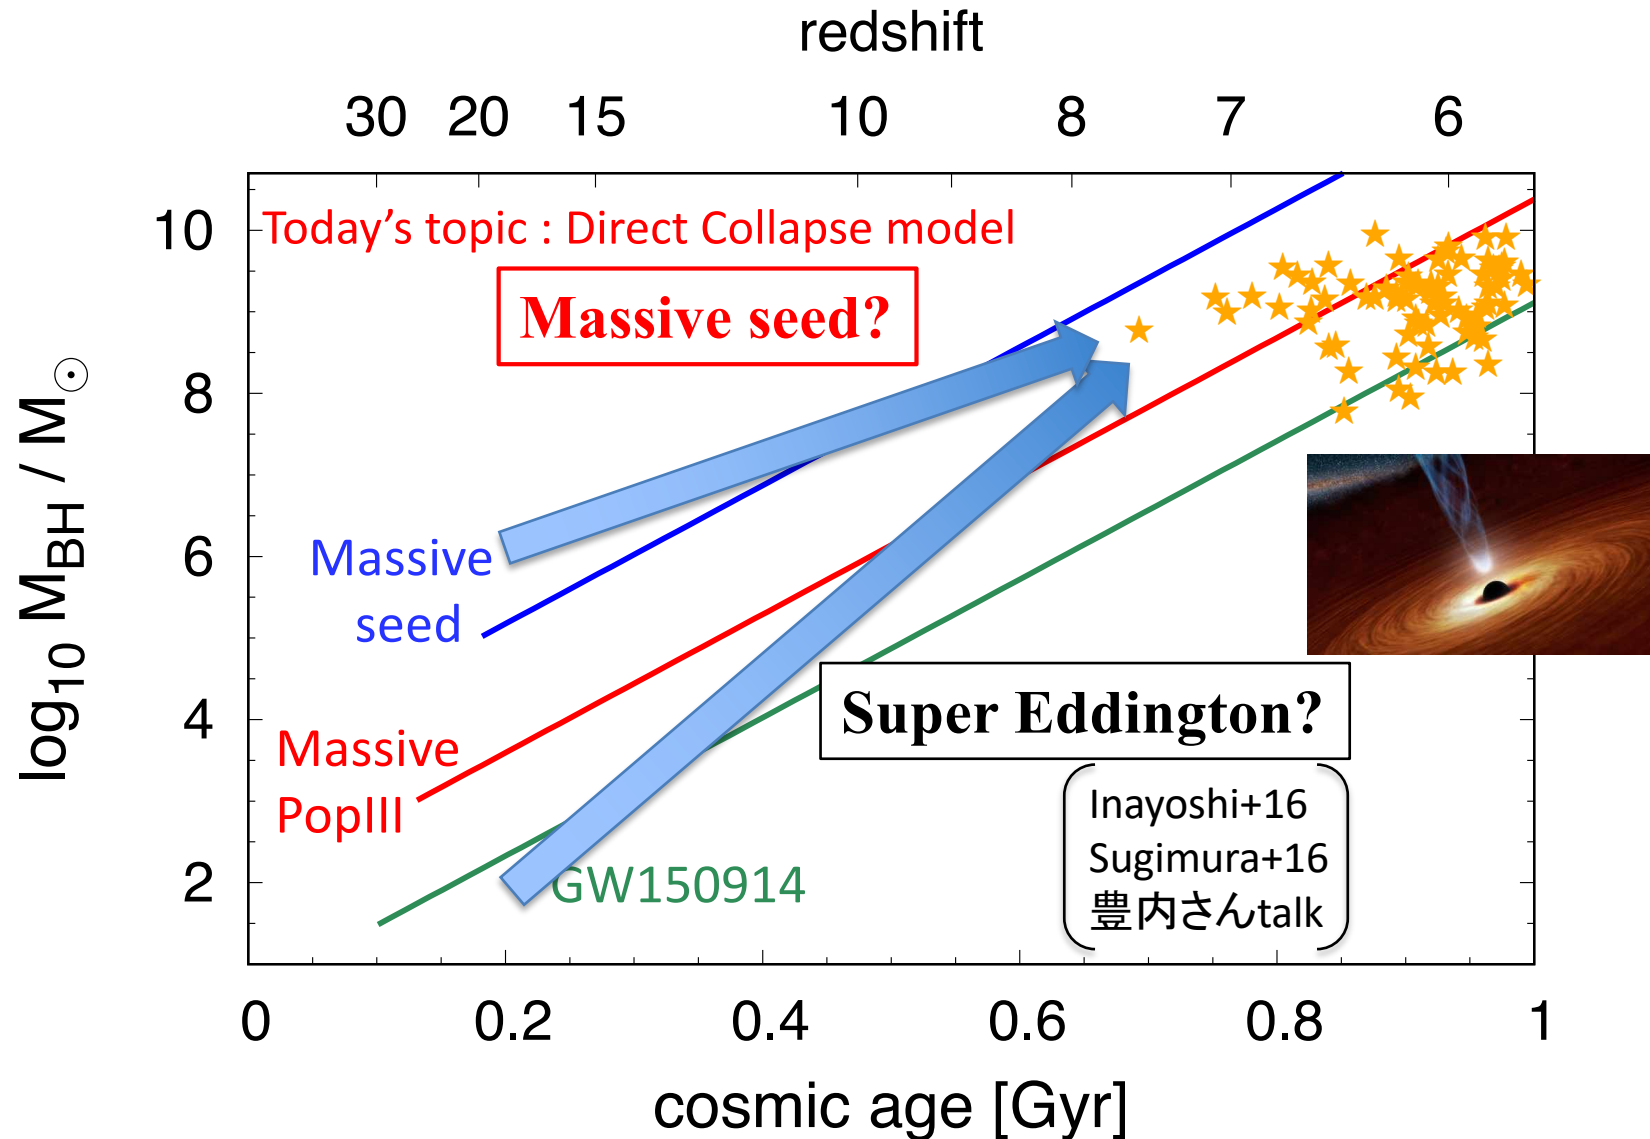 redshift
30 20 15 10 8 7 6
Today's topic : Direct Collapse model
Massive seed?
10
8
6
4
2
log10 MBH / M☉
Massive
seed
Massive
PopIII
GW150914
Super Eddington?
Inayoshi+16
Sugimura+16
豊内さんtalk
0 0.2 0.4 0.6 0.8 1
cosmic age [Gyr]